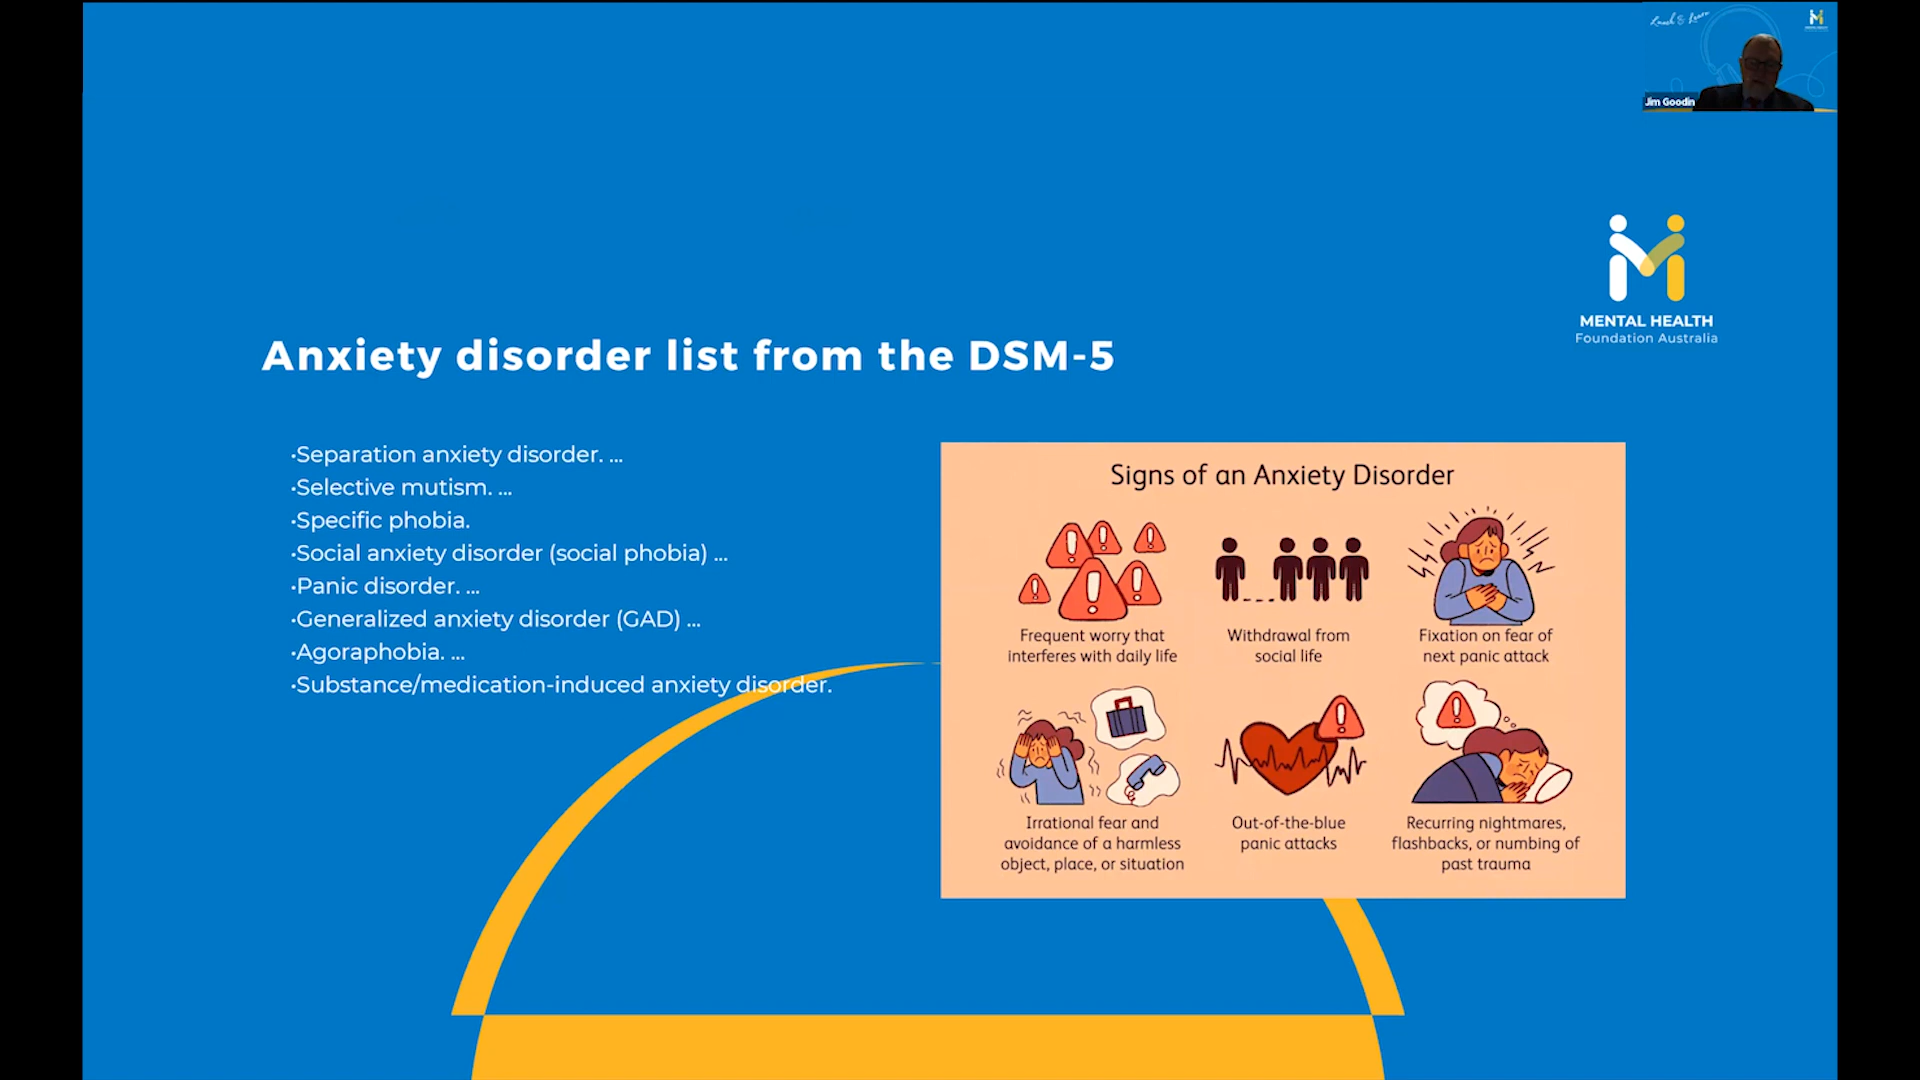 Lunch & Learn
Jim Goodin
MENTAL HEALTH
Foundation Australia
Anxiety disorder list from the DSM-5
•Separation anxiety disorder. ...
•Selective mutism. ...
•Specific phobia.
•Social anxiety disorder (social phobia) ...
•Panic disorder. ...
•Generalized anxiety disorder (GAD) ...
•Agoraphobia. ...
•Substance/medication-induced anxiety disorder.
Signs of an Anxiety Disorder
Frequent worry that
interferes with daily life
Withdrawal from
social life
Fixation on fear of
next panic attack
Irrational fear and
avoidance of a harmless
object, place, or situation
Out-of-the-blue
panic attacks
Recurring nightmares,
flashbacks, or numbing of
past trauma